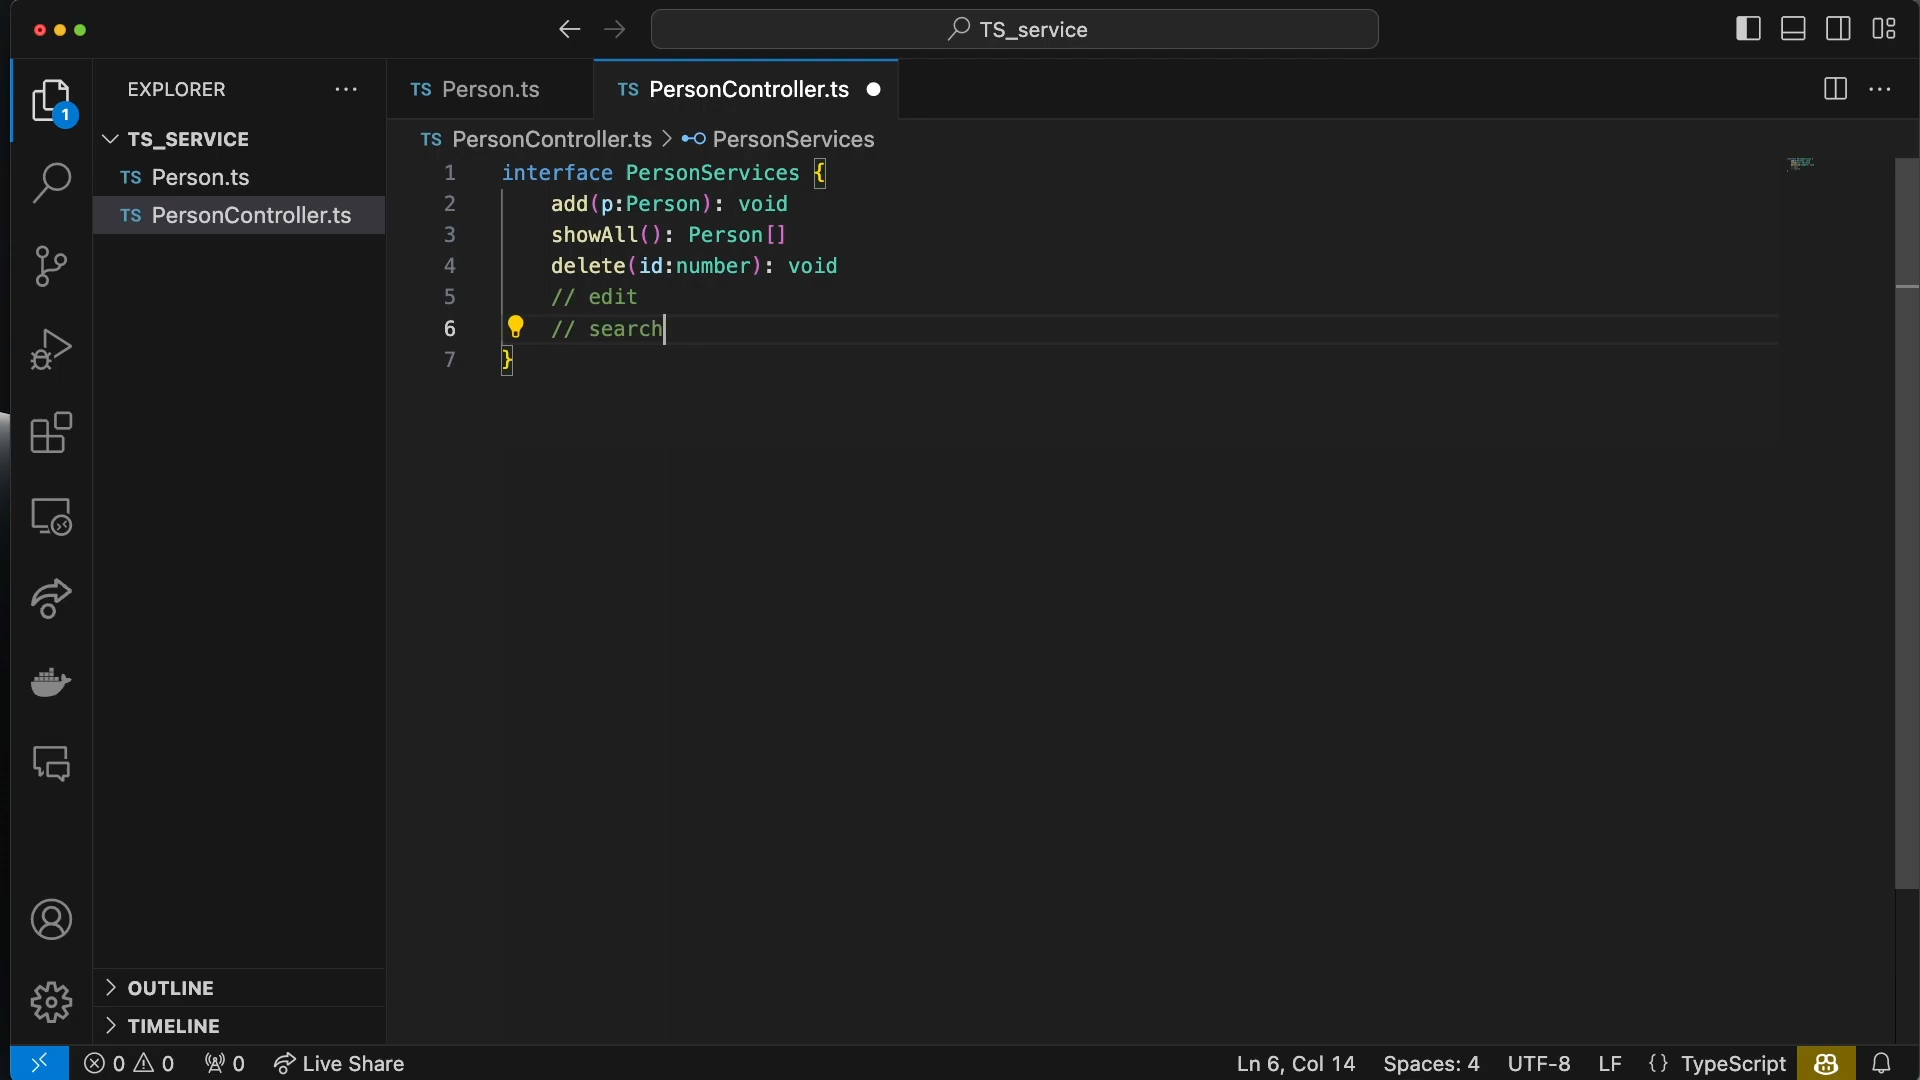 TS_service
EXPLORER
TS Person.ts
TS PersonController.ts
1
TS_SERVICE
TS PersonController.ts > PersonServices
TS Person.ts
TS PersonController.ts
1 interface PersonServices {
2 add(p:Person): void
3 showAll(): Person[]
4 delete(id:number): void
5 // edit
6 // search
7 }
OUTLINE
TIMELINE
0 0 0 Live Share Ln 6, Col 14 Spaces: 4 UTF-8 LF {} TypeScript